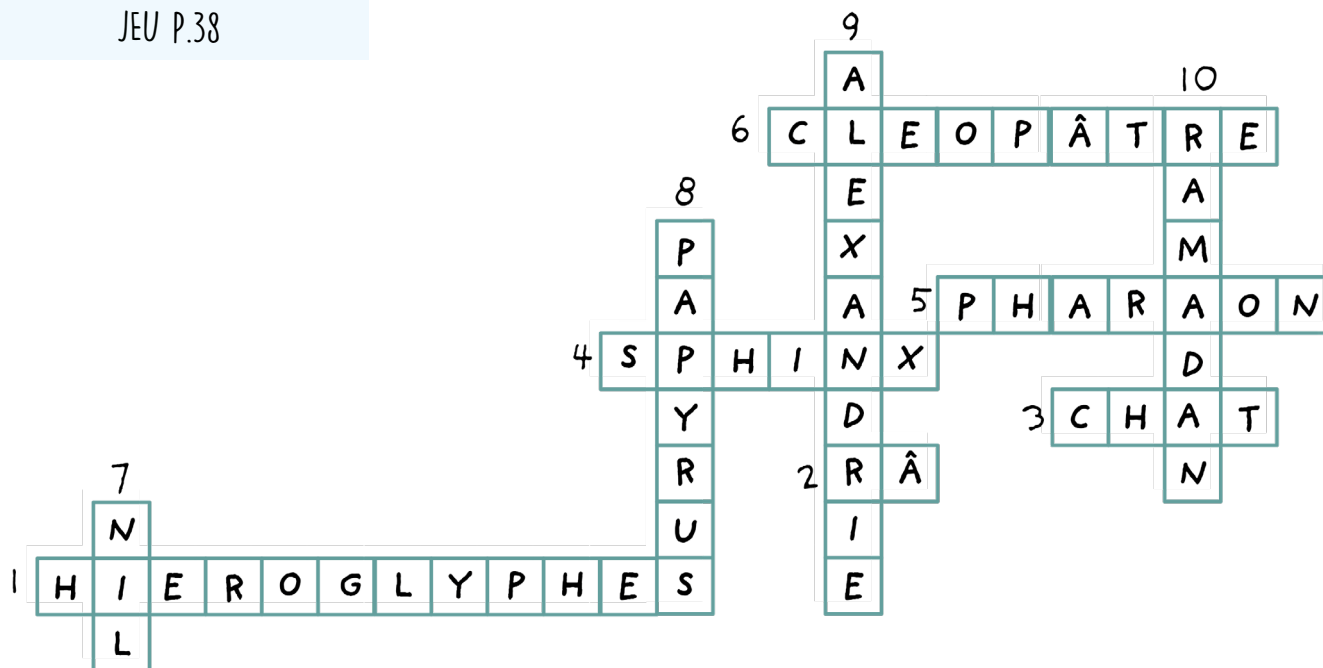 JEU P.38
9
A
10
6 C L E O P Â T R E
E A
8
P X M
A A 5 P H A R A O N
4 S P H I N X D
Y D 3 C H A T
7 R 2 R Â N
N U I
1 H I E R O G L Y P H E S E
L